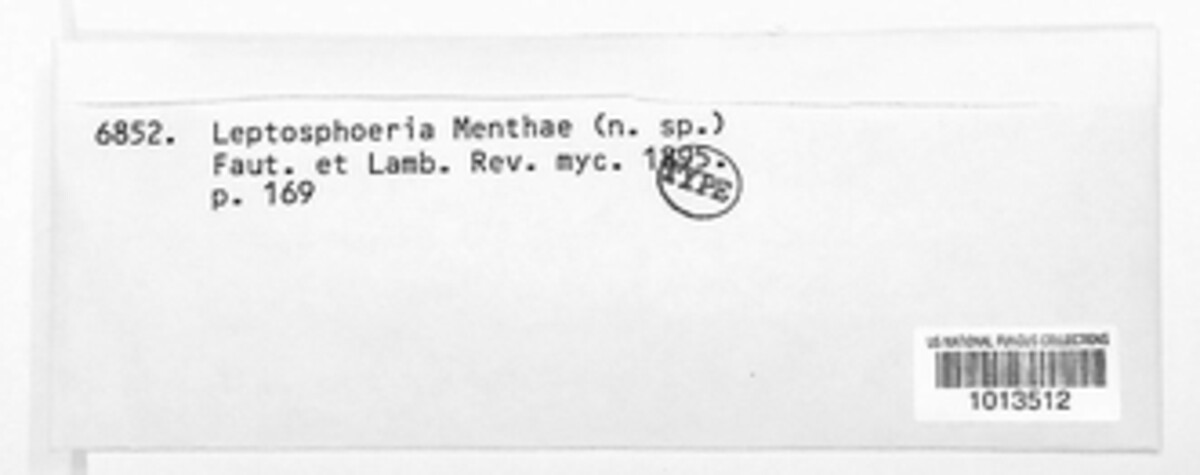 6852. Leptosphoeria Menthae (n. sp.)
Faut. et Lamb. Rev. myc. 1895.
p. 169
TYPE
US NATIONAL FUNGUS COLLECTIONS
1013512